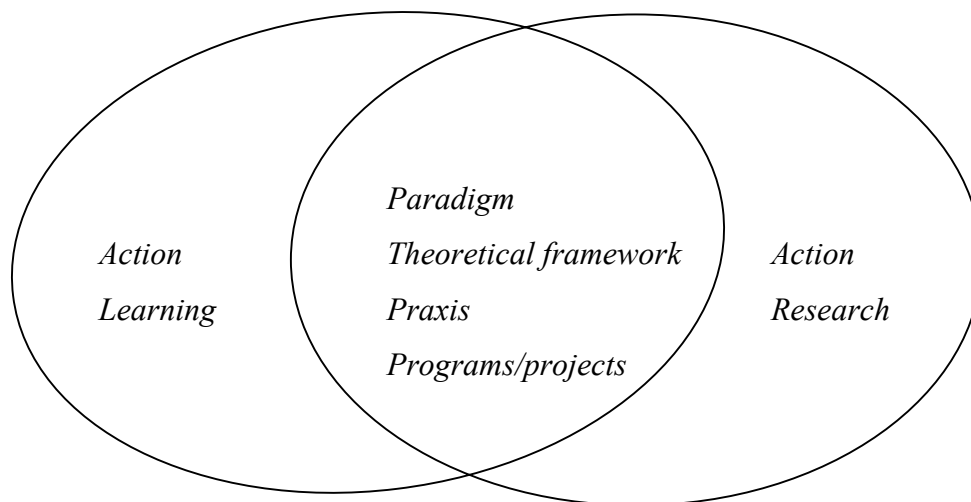 Action
Learning
Paradigm
Theoretical framework
Praxis
Programs/projects
Action
Research